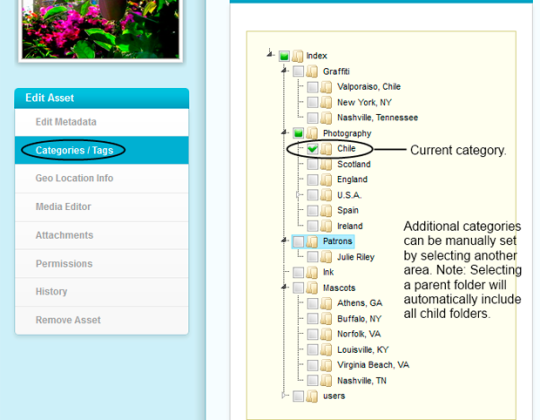 Edit Asset
Edit Metadata
Categories / Tags
Geo Location Info
Media Editor
Attachments
Permissions
History
Remove Asset
Index
Graffiti
Valporaiso, Chile
New York, NY
Nashville, Tennessee
Photography
Chile
Scotland
England
U.S.A.
Spain
Ireland
Patrons
Julie Riley
Ink
Mascots
Athens, GA
Buffalo, NY
Norfolk, VA
Louisville, KY
Virginia Beach, VA
Nashville, TN
users
Current category.
Additional categories
can be manually set
by selecting another
area. Note: Selecting
a parent folder will
automatically include
all child folders.